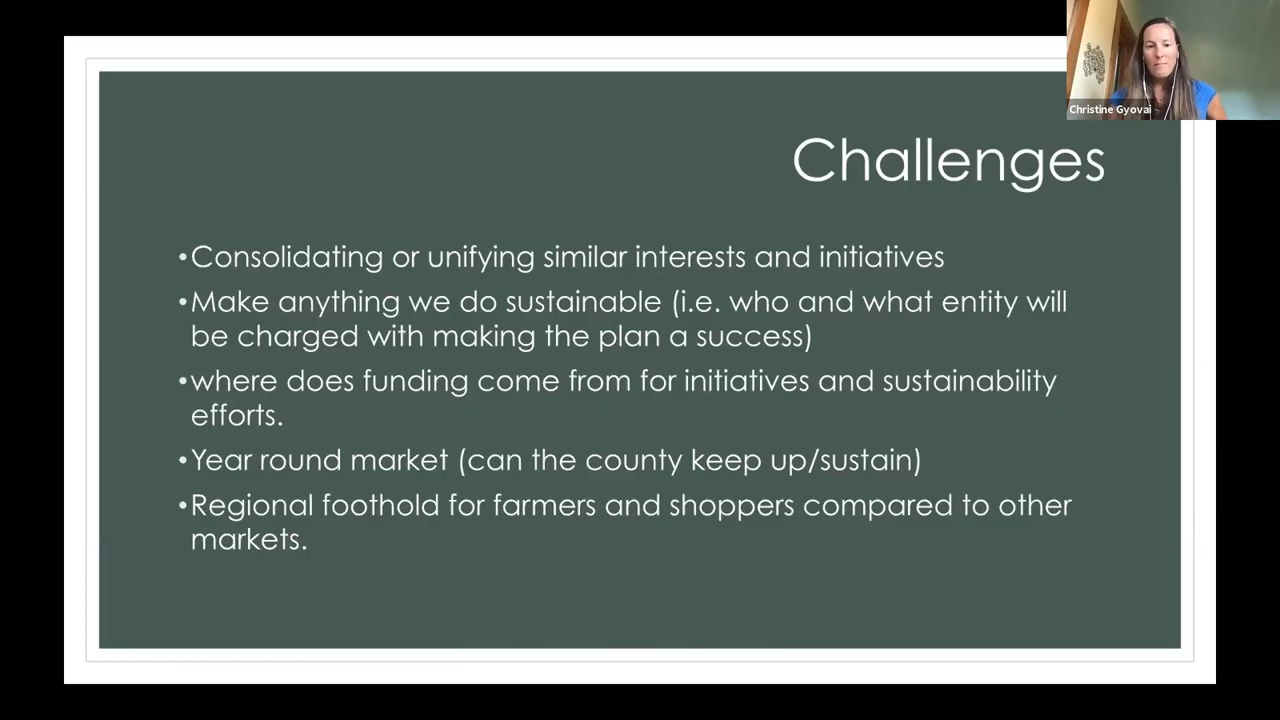 Christine Gyovai
Challenges
•Consolidating or unifying similar interests and initiatives
•Make anything we do sustainable (i.e. who and what entity will
be charged with making the plan a success)
•where does funding come from for initiatives and sustainability
efforts.
•Year round market (can the county keep up/sustain)
•Regional foothold for farmers and shoppers compared to other
markets.